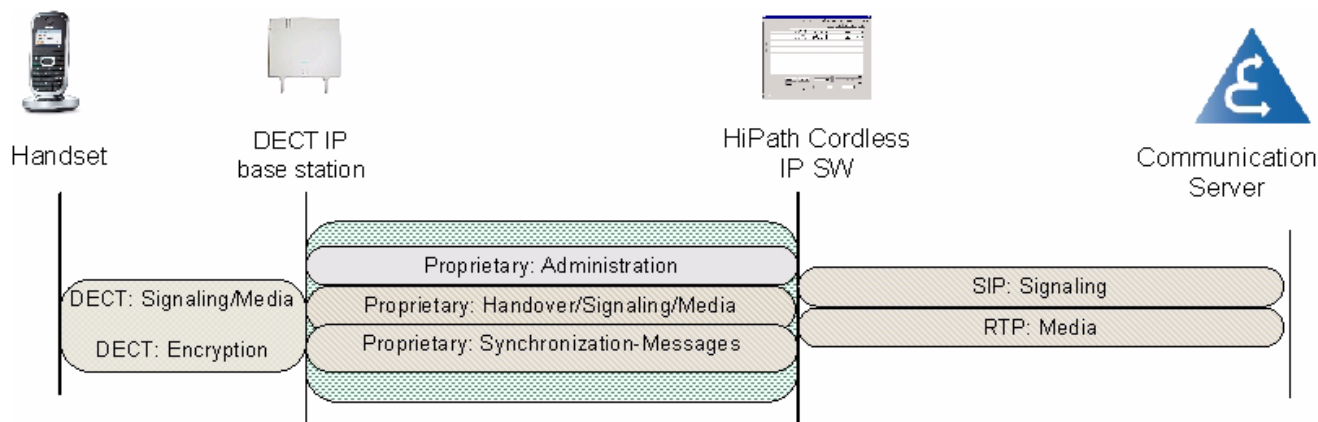 Handset
DECT IP
base station
HiPath Cordless
IP SW
Communication
Server
DECT: Signaling/Media
DECT: Encryption
Proprietary: Administration
Proprietary: Handover/Signaling/Media
Proprietary: Synchronization-Messages
SIP: Signaling
RTP: Media